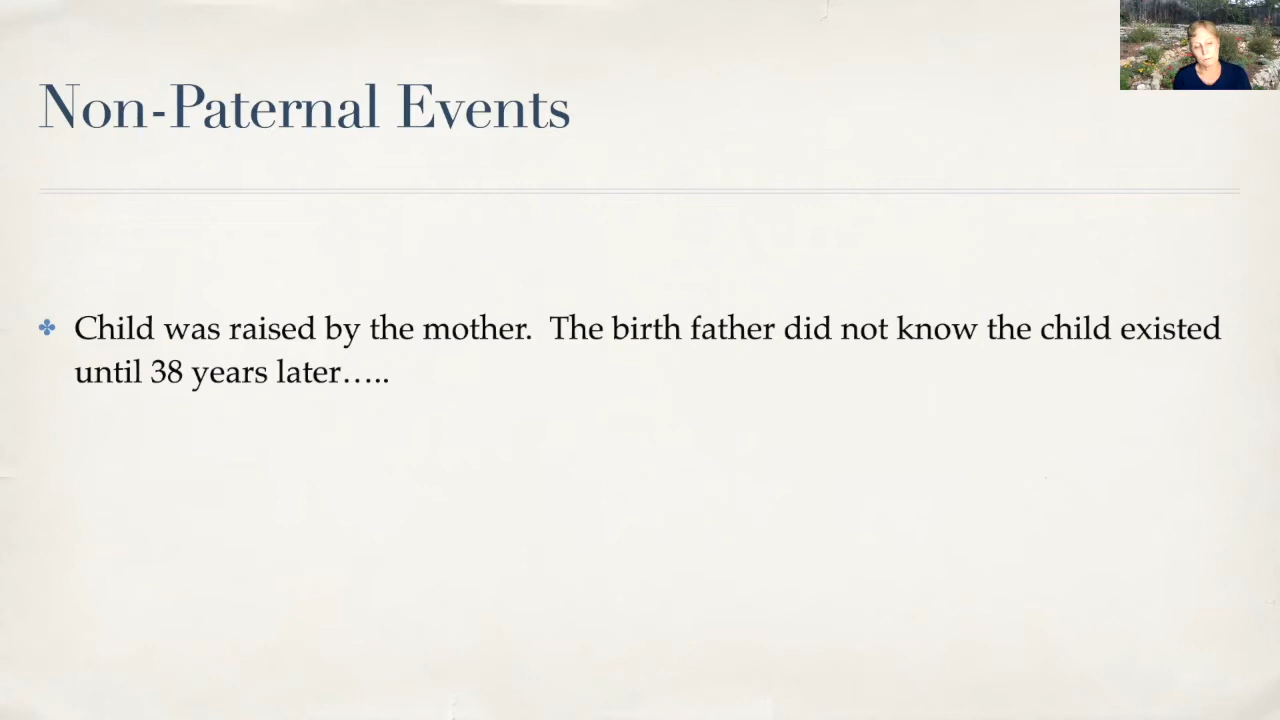 Non-Paternal Events
Child was raised by the mother.  The birth father did not know the child existed
until 38 years later…..